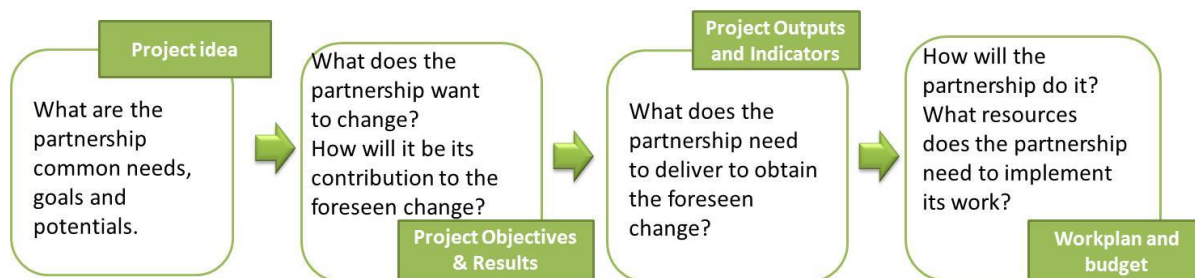 Project idea
What are the
partnership
common needs,
goals and
potentials.
What does the
partnership want
to change?
How will it be its
contribution to the
foreseen change?
Project Objectives
& Results
Project Outputs
and Indicators
What does the
partnership need
to deliver to obtain
the foreseen
change?
How will the
partnership do it?
What resources
does the partnership
need to implement
its work?
Workplan and
budget